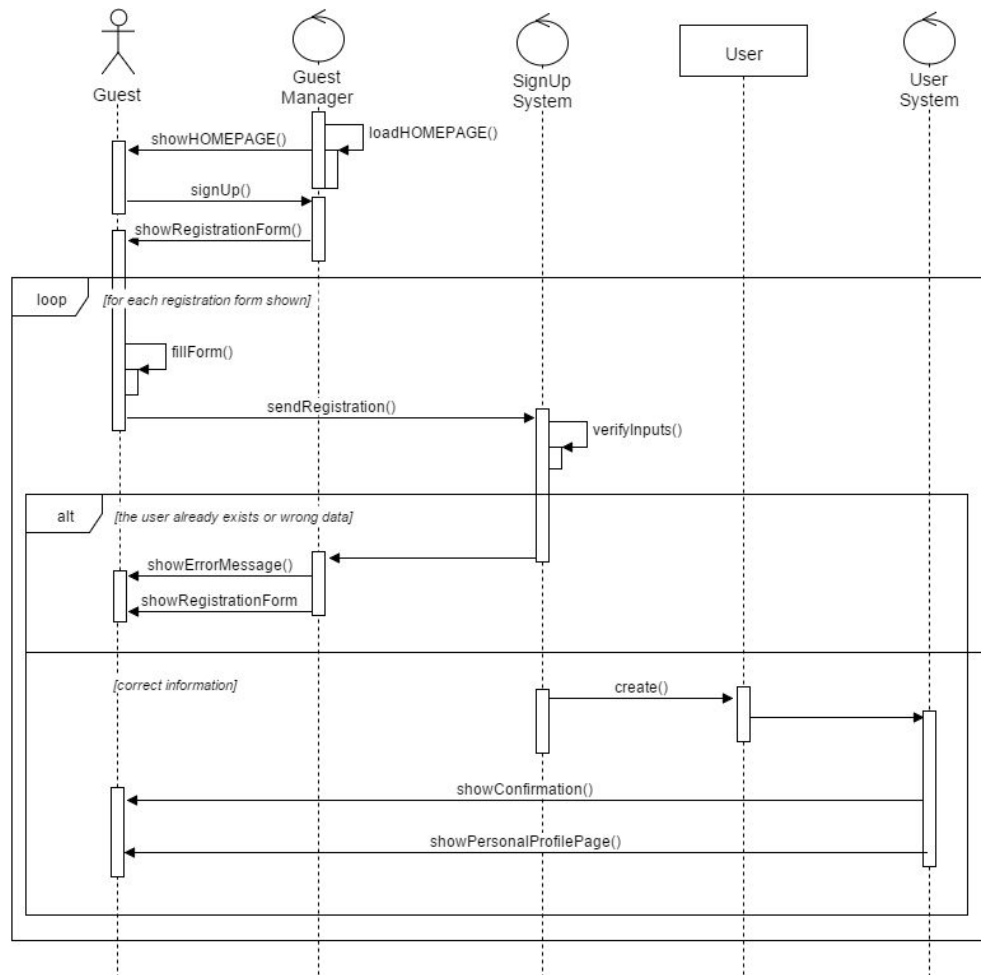 Guest
Guest
Manager
SignUp
System
User
User
System
loadHOMEPAGE()
showHOMEPAGE()
signUp()
showRegistrationForm()
loop
[for each registration form shown]
fillForm()
sendRegistration()
verifyInputs()
alt
[the user already exists or wrong data]
showErrorMessage()
showRegistrationForm
[correct information]
create()
showConfirmation()
showPersonalProfilePage()